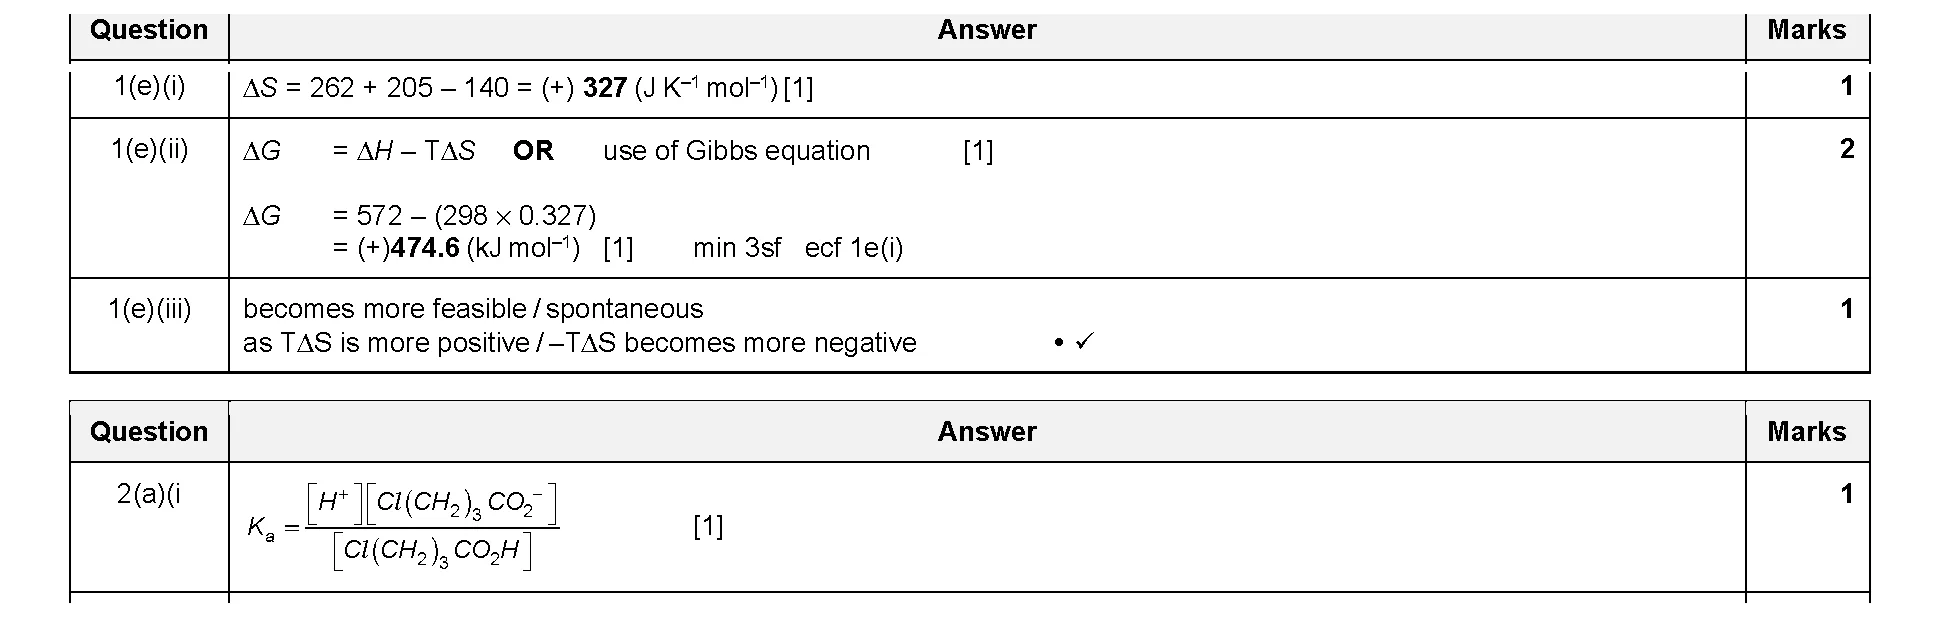 Question Answer Marks
1(e)(i) ΔS = 262 + 205 – 140 = (+) 327 (J K⁻¹ mol⁻¹) [1] 1
1(e)(ii) ΔG = ΔH – TΔS OR use of Gibbs equation [1] 2
ΔG = 572 – (298 × 0.327)
= (+)474.6 (kJ mol⁻¹) [1] min 3sf ecf 1e(i)
1(e)(iii) becomes more feasible / spontaneous 1
as TΔS is more positive / –TΔS becomes more negative • ✓
Question Answer Marks
2(a)(i Kₐ = [H⁺][Cl(CH₂)₃CO₂⁻] / [Cl(CH₂)₃CO₂H] [1] 1